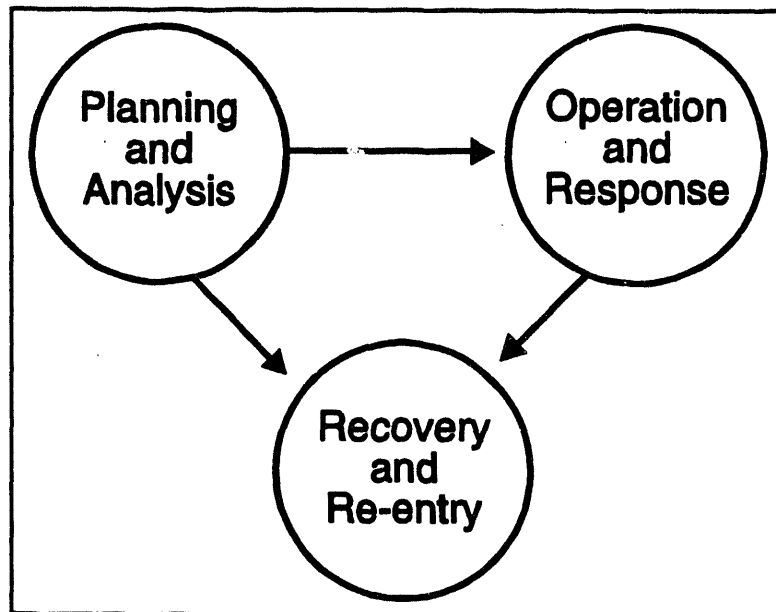 Planning
and
Analysis
Operation
and
Response
Recovery
and
Re-entry